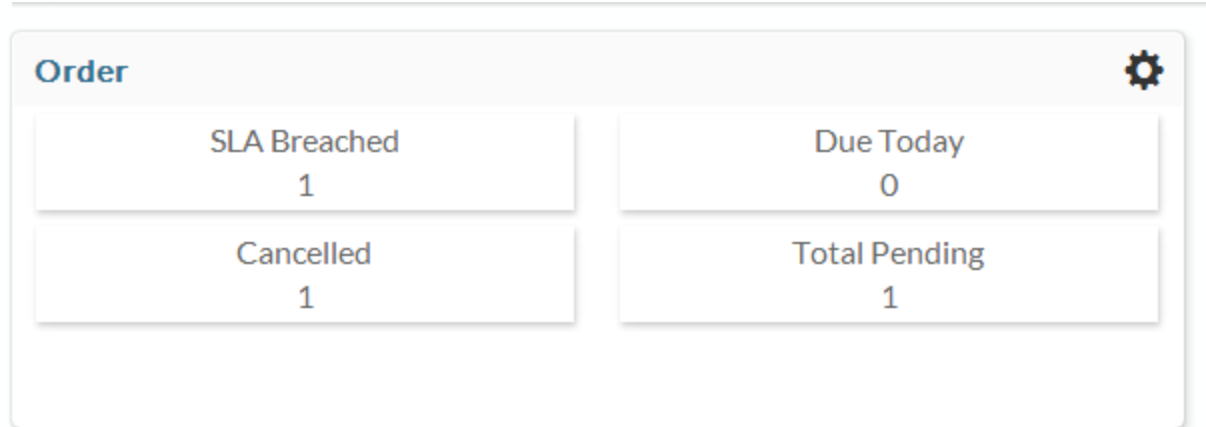 Order
SLA Breached
1
Due Today
0
Cancelled
1
Total Pending
1